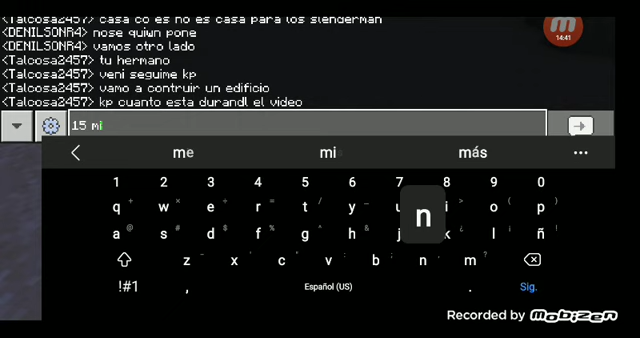 <Talcosa2457> casa co es no es casa para los slenderman
<DENILSONR4> nose quiwn pone
<DENILSONR4> vamos otro lado
<Talcosa2457> tu hermano
<Talcosa2457> veni seguime kp
<Talcosa2457> vamo a contruir un edificio
<Talcosa2457> kp cuanto esta durandl el video
14:41
15 mi
me mi más
1 2 3 4 5 6 7 8 9 0
q w e r t y u i o p
a s d f g h j k l ñ
n
z x c v b n m
!#1 , Español (US) . Sig.
Recorded by Mobizen